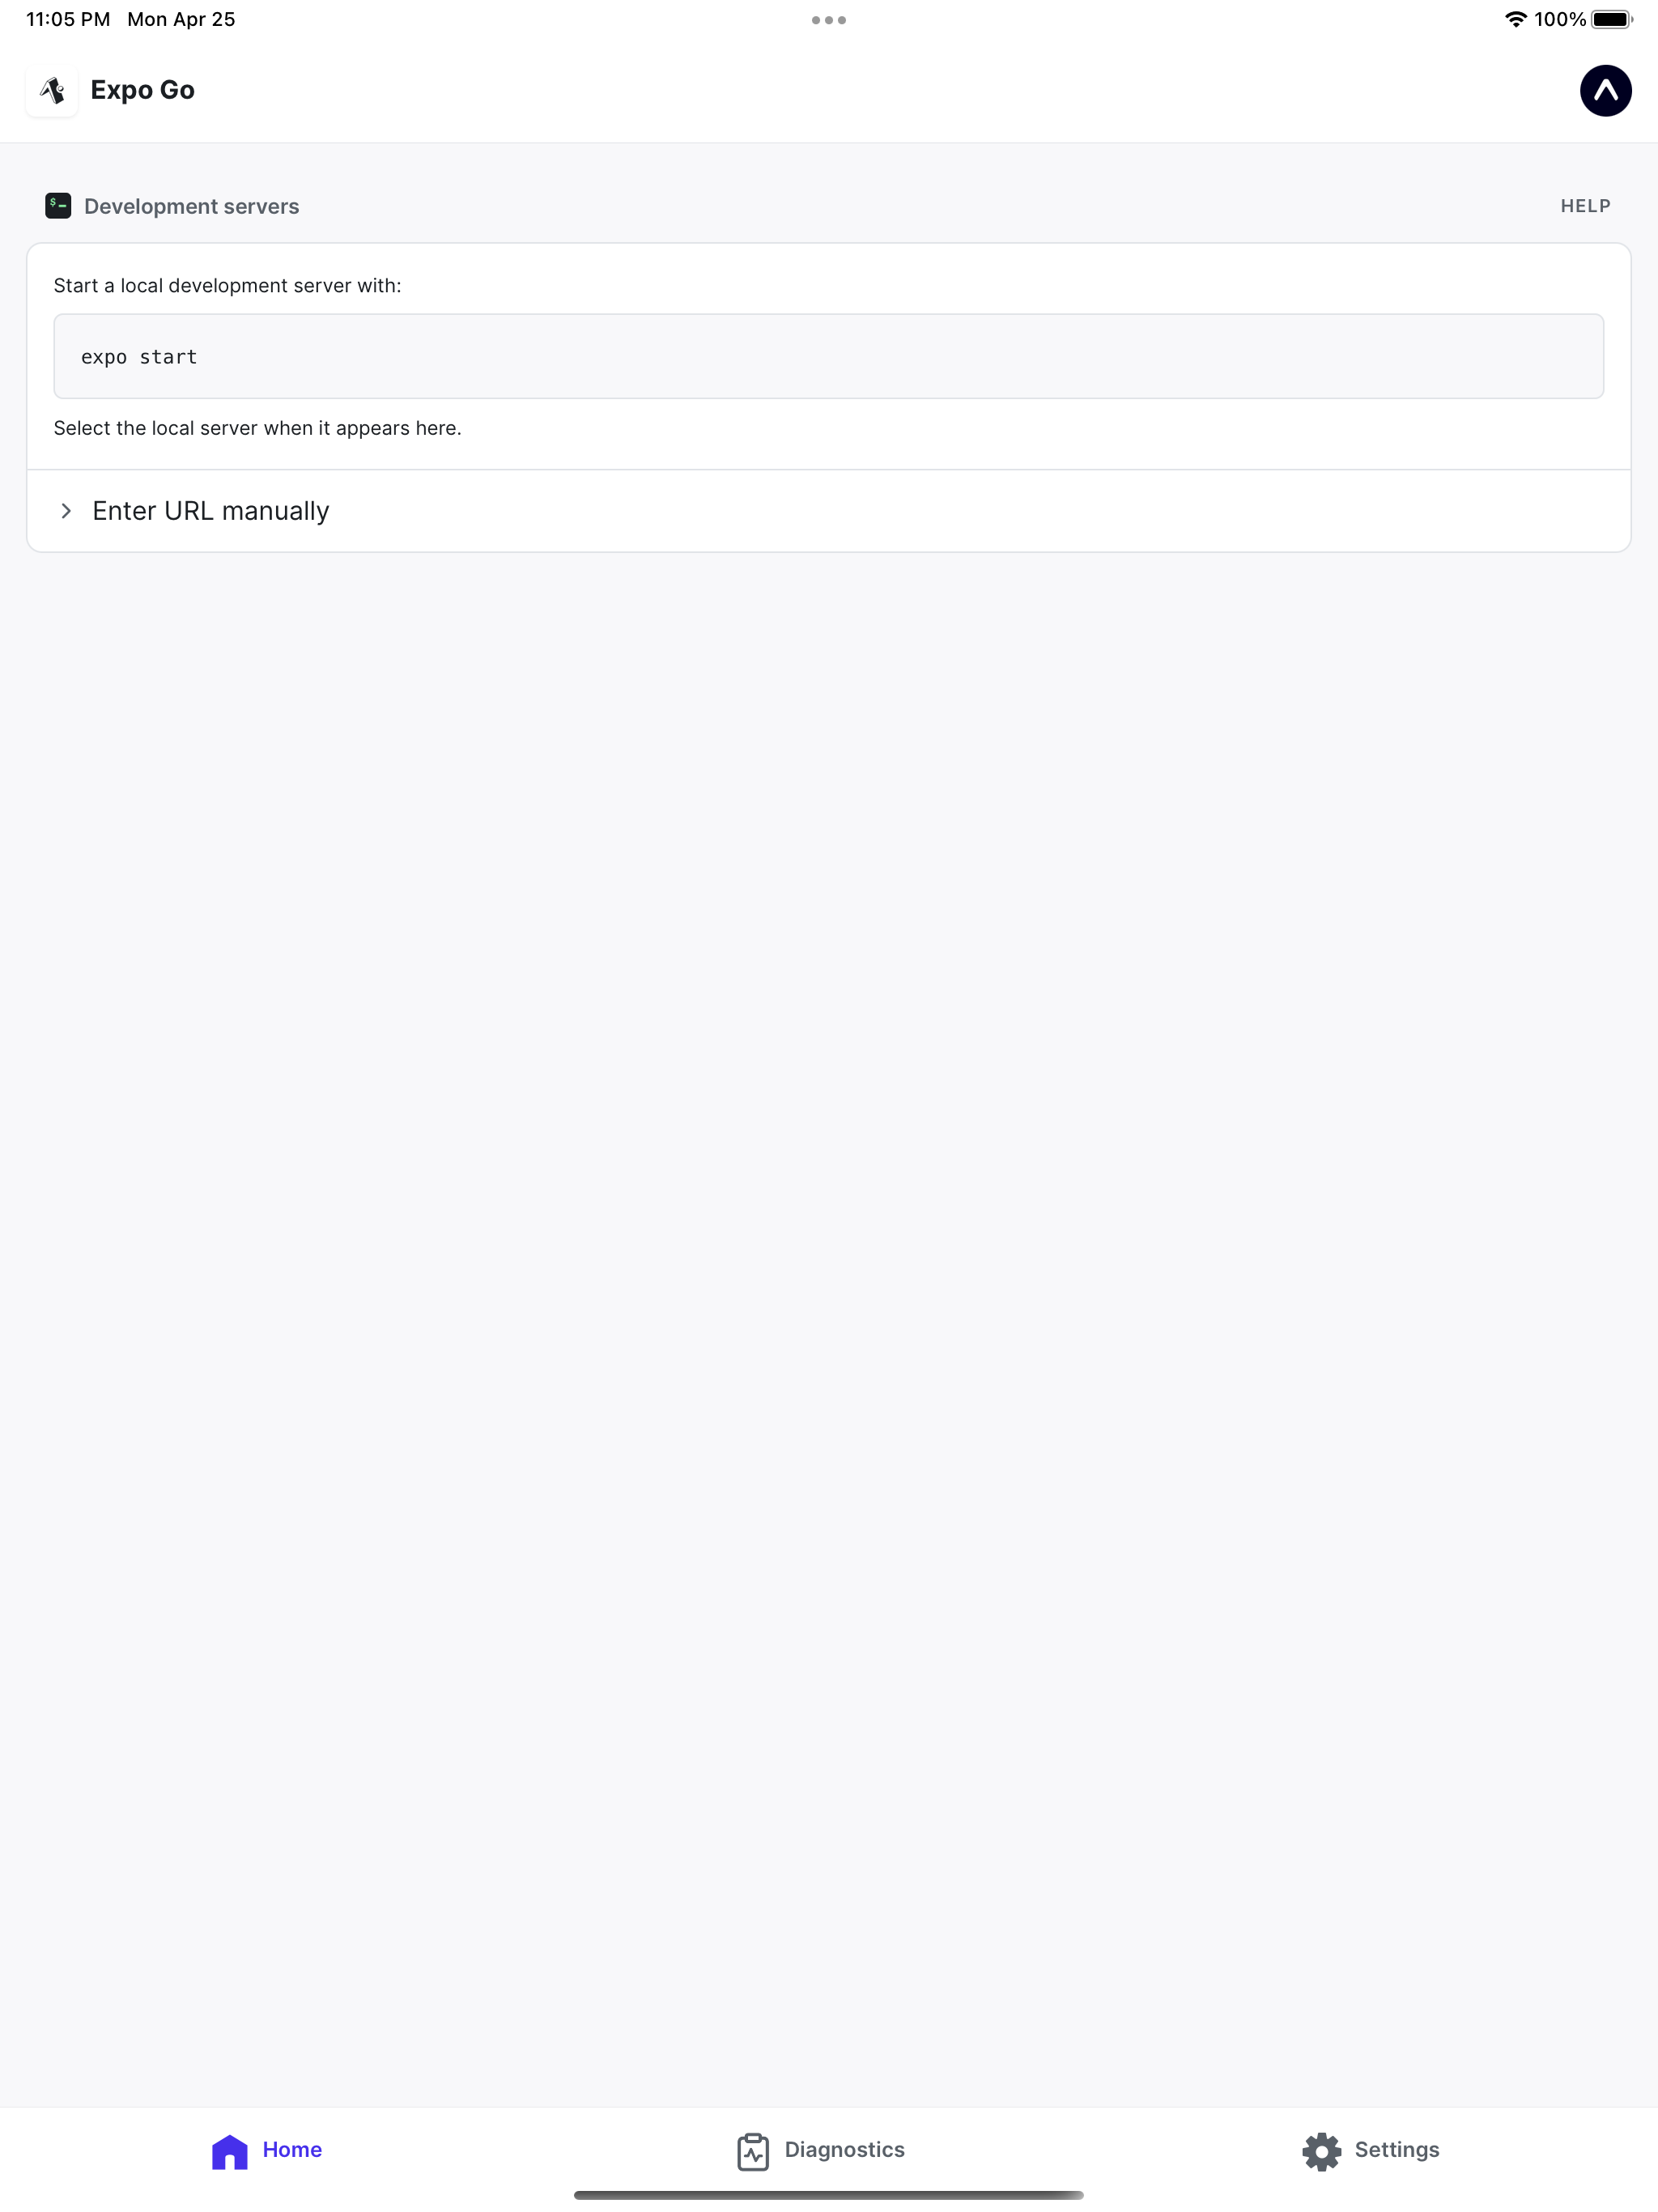 11:05 PM Mon Apr 25
100%
Expo Go
$
Development servers
HELP
Start a local development server with:
expo start
Select the local server when it appears here.
Enter URL manually
Home
Diagnostics
Settings